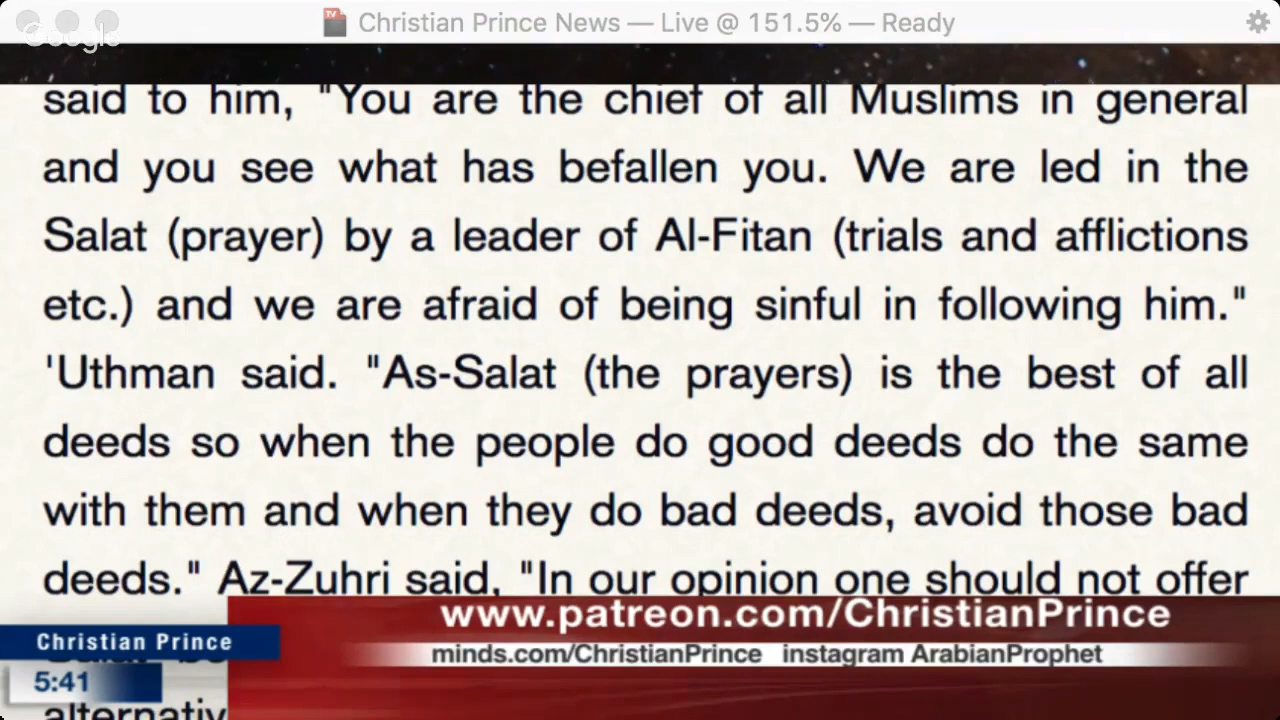 Christian Prince News — Live @ 151.5% — Ready
Google
said to him, "You are the chief of all Muslims in general
and you see what has befallen you. We are led in the
Salat (prayer) by a leader of Al-Fitan (trials and afflictions
etc.) and we are afraid of being sinful in following him."
'Uthman said. "As-Salat (the prayers) is the best of all
deeds so when the people do good deeds do the same
with them and when they do bad deeds, avoid those bad
deeds." Az-Zuhri said, "In our opinion one should not offer
www.patreon.com/ChristianPrince
Christian Prince
minds.com/ChristianPrince instagram ArabianProphet
5:41